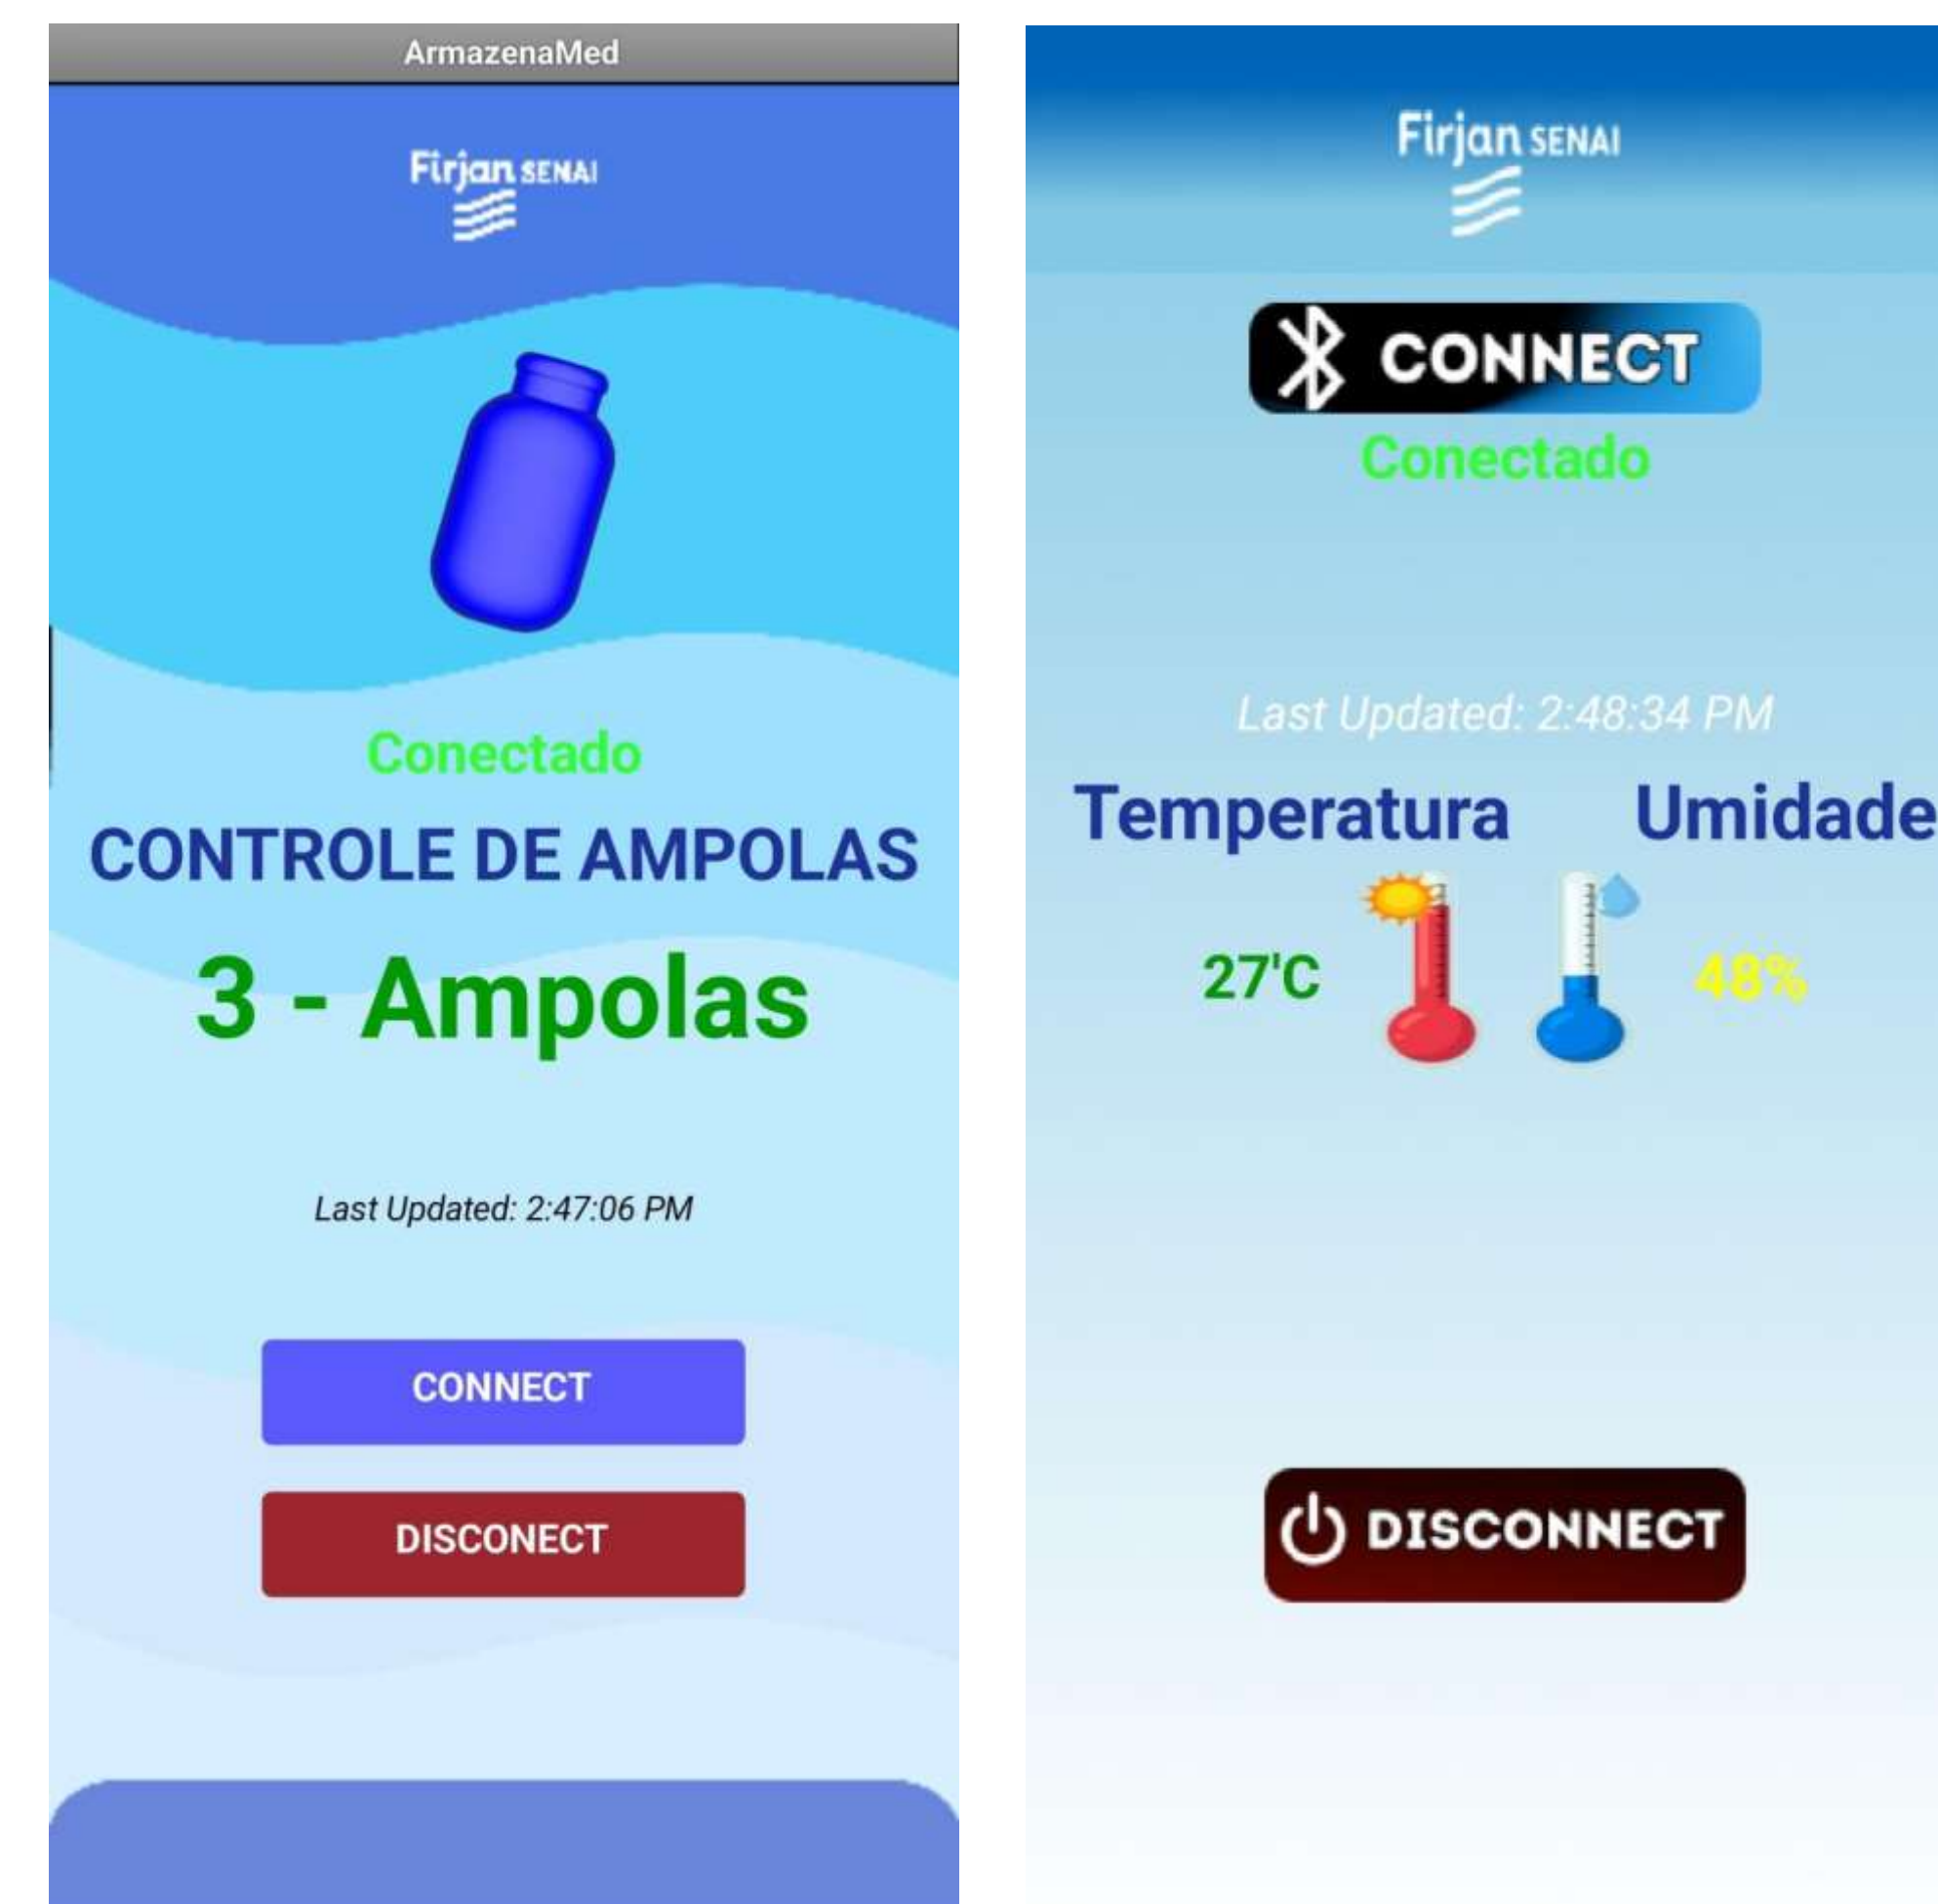 ArmazenaMed
Firjan SENAI
Conectado
CONTROLE DE AMPOLAS
3 - Ampolas
Last Updated: 2:47:06 PM
CONNECT
DISCONECT
Firjan SENAI
CONNECT
Conectado
Last Updated: 2:48:34 PM
Temperatura Umidade
27'C 48%
DISCONNECT